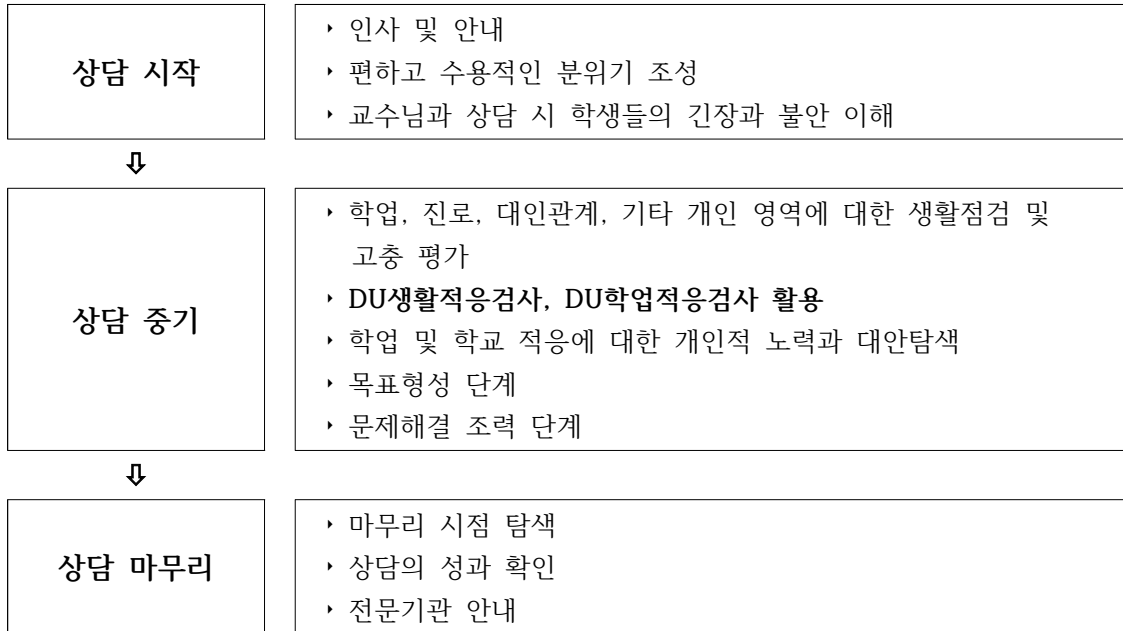 상담 시작
‣ 인사 및 안내
‣ 편하고 수용적인 분위기 조성
‣ 교수님과 상담 시 학생들의 긴장과 불안 이해
⇩
상담 중기
‣ 학업, 진로, 대인관계, 기타 개인 영역에 대한 생활점검 및
고충 평가
‣ DU생활적응검사, DU학업적응검사 활용
‣ 학업 및 학교 적응에 대한 개인적 노력과 대안탐색
‣ 목표형성 단계
‣ 문제해결 조력 단계
⇩
상담 마무리
‣ 마무리 시점 탐색
‣ 상담의 성과 확인
‣ 전문기관 안내